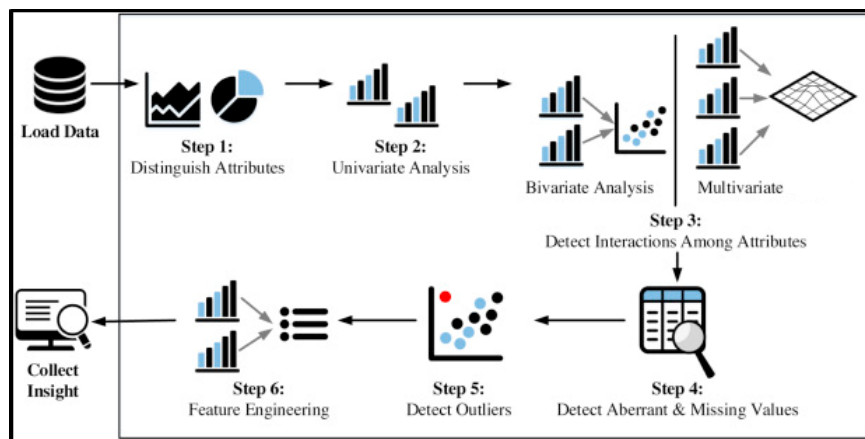 Load Data
Step 1:
Distinguish Attributes
Step 2:
Univariate Analysis
Bivariate Analysis
Multivariate
Step 3:
Detect Interactions Among Attributes
Step 4:
Detect Aberrant & Missing Values
Step 5:
Detect Outliers
Step 6:
Feature Engineering
Collect
Insight